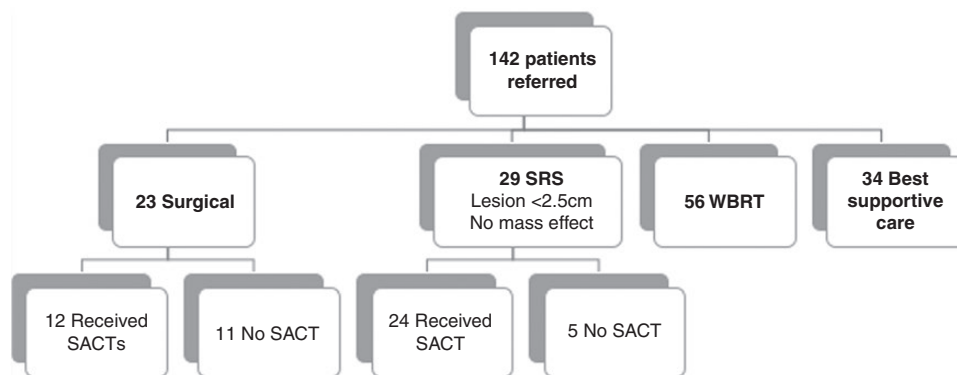 142 patients
referred
23 Surgical
29 SRS
Lesion <2.5cm
No mass effect
56 WBRT
34 Best
supportive
care
12 Received
SACTs
11 No SACT
24 Received
SACT
5 No SACT